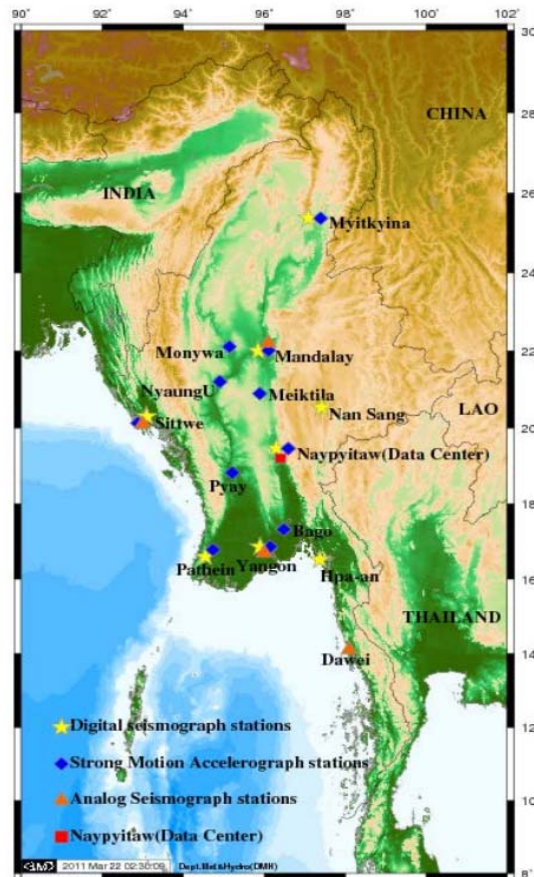 90˚ 92˚ 94˚ 96˚ 98˚ 100˚ 102˚
30
CHINA
28
INDIA
26
Myitkyina
24
Monywa
Mandalay
22
NyaungU
Meiktila
Nan Sang
LAO
Sittwe
20
Naypyitaw(Data Center)
Pyay
18
Bago
Pathein
Yangon
Hpa-an
16
THAILAND
Dawei
14
Digital seismograph stations
12
Strong Motion Accelerograph stations
Analog Seismograph stations
10
Naypyitaw(Data Center)
GMD 2011 Mar 22 02:30:09 Dept.Met&Hydro(DMH)
8˚